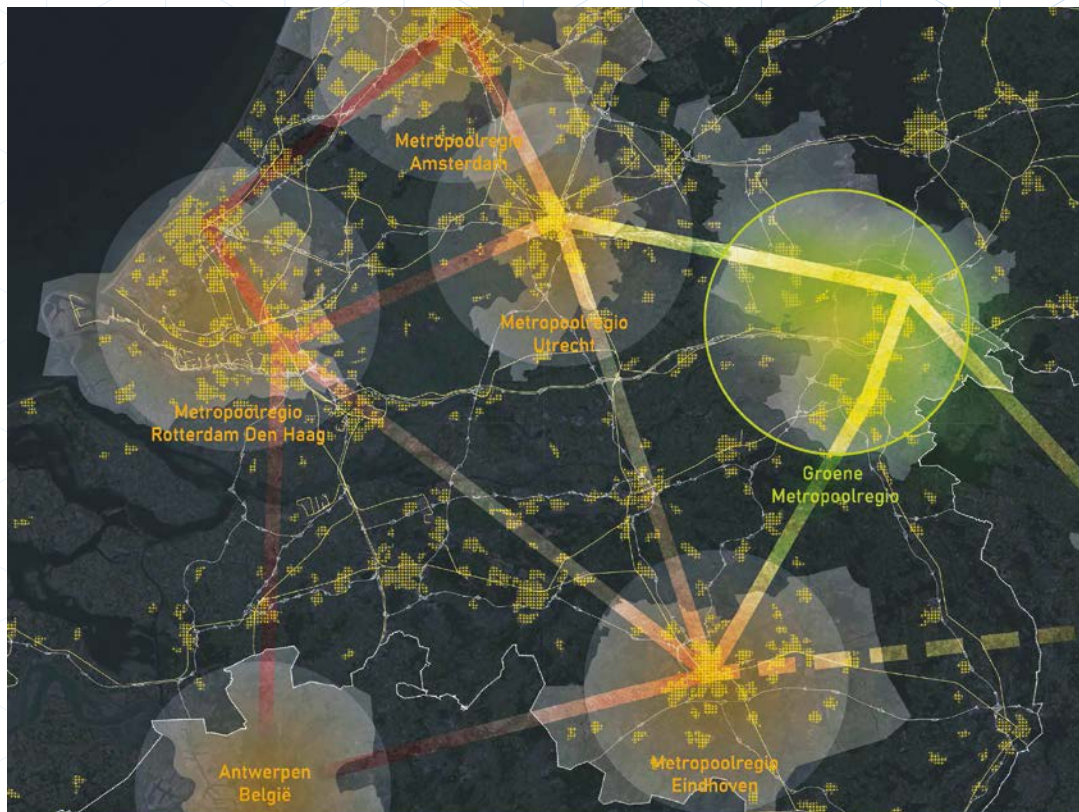 Metropoolregio
Amsterdam
Metropoolregio
Utrecht
Metropoolregio
Rotterdam Den Haag
Groene
Metropoolregio
Antwerpen
België
Metropoolregio
Eindhoven